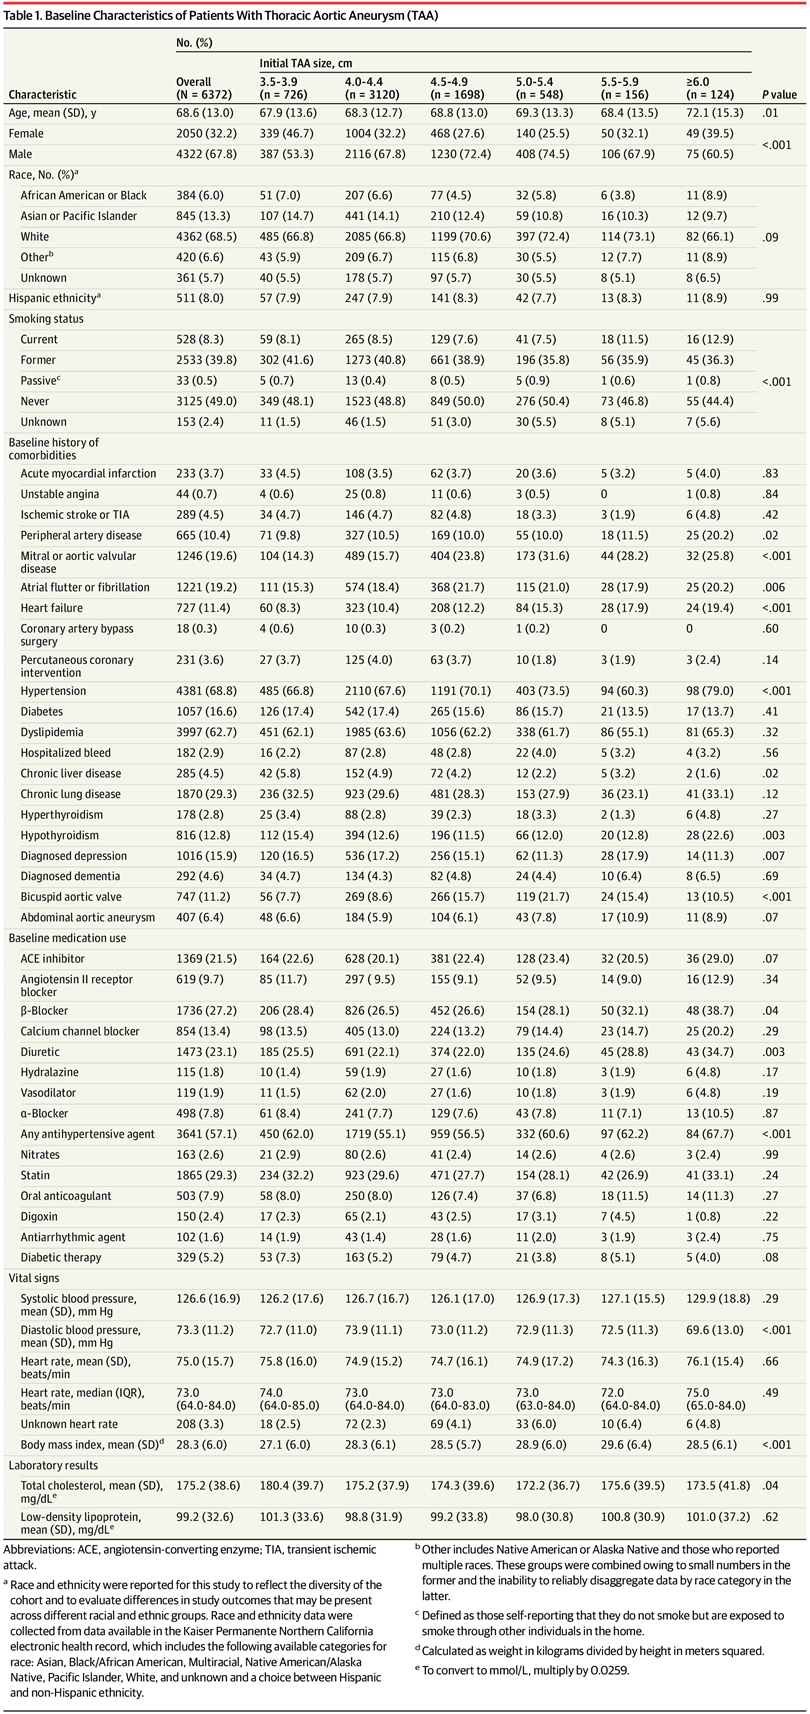 Table 1. Baseline Characteristics of Patients With Thoracic Aortic Aneurysm (TAA)
No. (%)
Initial TAA size, cm
Characteristic Overall (N = 6372) 3.5-3.9 (n = 726) 4.0-4.4 (n = 3120) 4.5-4.9 (n = 1698) 5.0-5.4 (n = 548) 5.5-5.9 (n = 156) ≥6.0 (n = 124) P value
Age, mean (SD), y 68.6 (13.0) 67.9 (13.6) 68.3 (12.7) 68.8 (13.0) 69.3 (13.3) 68.4 (13.5) 72.1 (15.3) .01
Female 2050 (32.2) 339 (46.7) 1004 (32.2) 468 (27.6) 140 (25.5) 50 (32.1) 49 (39.5) <.001
Male 4322 (67.8) 387 (53.3) 2116 (67.8) 1230 (72.4) 408 (74.5) 106 (67.9) 75 (60.5)
Race, No. (%)a
African American or Black 384 (6.0) 51 (7.0) 207 (6.6) 77 (4.5) 32 (5.8) 6 (3.8) 11 (8.9)
Asian or Pacific Islander 845 (13.3) 107 (14.7) 441 (14.1) 210 (12.4) 59 (10.8) 16 (10.3) 12 (9.7)
White 4362 (68.5) 485 (66.8) 2085 (66.8) 1199 (70.6) 397 (72.4) 114 (73.1) 82 (66.1) .09
Otherb 420 (6.6) 43 (5.9) 209 (6.7) 115 (6.8) 30 (5.5) 12 (7.7) 11 (8.9)
Unknown 361 (5.7) 40 (5.5) 178 (5.7) 97 (5.7) 30 (5.5) 8 (5.1) 8 (6.5)
Hispanic ethnicitya 511 (8.0) 57 (7.9) 247 (7.9) 141 (8.3) 42 (7.7) 13 (8.3) 11 (8.9) .99
Smoking status
Current 528 (8.3) 59 (8.1) 265 (8.5) 129 (7.6) 41 (7.5) 18 (11.5) 16 (12.9)
Former 2533 (39.8) 302 (41.6) 1273 (40.8) 661 (38.9) 196 (35.8) 56 (35.9) 45 (36.3)
Passivec 33 (0.5) 5 (0.7) 13 (0.4) 8 (0.5) 5 (0.9) 1 (0.6) 1 (0.8) <.001
Never 3125 (49.0) 349 (48.1) 1523 (48.8) 849 (50.0) 276 (50.4) 73 (46.8) 55 (44.4)
Unknown 153 (2.4) 11 (1.5) 46 (1.5) 51 (3.0) 30 (5.5) 8 (5.1) 7 (5.6)
Baseline history of
comorbidities
Acute myocardial infarction 233 (3.7) 33 (4.5) 108 (3.5) 62 (3.7) 20 (3.6) 5 (3.2) 5 (4.0) .83
Unstable angina 44 (0.7) 4 (0.6) 25 (0.8) 11 (0.6) 3 (0.5) 0 1 (0.8) .84
Ischemic stroke or TIA 289 (4.5) 34 (4.7) 146 (4.7) 82 (4.8) 18 (3.3) 3 (1.9) 6 (4.8) .42
Peripheral artery disease 665 (10.4) 71 (9.8) 327 (10.5) 169 (10.0) 55 (10.0) 18 (11.5) 25 (20.2) .02
Mitral or aortic valvular 1246 (19.6) 104 (14.3) 489 (15.7) 404 (23.8) 173 (31.6) 44 (28.2) 32 (25.8) <.001
disease
Atrial flutter or fibrillation 1221 (19.2) 111 (15.3) 574 (18.4) 368 (21.7) 115 (21.0) 28 (17.9) 25 (20.2) .006
Heart failure 727 (11.4) 60 (8.3) 323 (10.4) 208 (12.2) 84 (15.3) 28 (17.9) 24 (19.4) <.001
Coronary artery bypass 18 (0.3) 4 (0.6) 10 (0.3) 3 (0.2) 1 (0.2) 0 0 .60
surgery
Percutaneous coronary 231 (3.6) 27 (3.7) 125 (4.0) 63 (3.7) 10 (1.8) 3 (1.9) 3 (2.4) .14
intervention
Hypertension 4381 (68.8) 485 (66.8) 2110 (67.6) 1191 (70.1) 403 (73.5) 94 (60.3) 98 (79.0) <.001
Diabetes 1057 (16.6) 126 (17.4) 542 (17.4) 265 (15.6) 86 (15.7) 21 (13.5) 17 (13.7) .41
Dyslipidemia 3997 (62.7) 451 (62.1) 1985 (63.6) 1056 (62.2) 338 (61.7) 86 (55.1) 81 (65.3) .32
Hospitalized bleed 182 (2.9) 16 (2.2) 87 (2.8) 48 (2.8) 22 (4.0) 5 (3.2) 4 (3.2) .56
Chronic liver disease 285 (4.5) 42 (5.8) 152 (4.9) 72 (4.2) 12 (2.2) 5 (3.2) 2 (1.6) .02
Chronic lung disease 1870 (29.3) 236 (32.5) 923 (29.6) 481 (28.3) 153 (27.9) 36 (23.1) 41 (33.1) .12
Hyperthyroidism 178 (2.8) 25 (3.4) 88 (2.8) 39 (2.3) 18 (3.3) 2 (1.3) 6 (4.8) .27
Hypothyroidism 816 (12.8) 112 (15.4) 394 (12.6) 196 (11.5) 66 (12.0) 20 (12.8) 28 (22.6) .003
Diagnosed depression 1016 (15.9) 120 (16.5) 536 (17.2) 256 (15.1) 62 (11.3) 28 (17.9) 14 (11.3) .007
Diagnosed dementia 292 (4.6) 34 (4.7) 134 (4.3) 82 (4.8) 24 (4.4) 10 (6.4) 8 (6.5) .69
Bicuspid aortic valve 747 (11.2) 56 (7.7) 269 (8.6) 266 (15.7) 119 (21.7) 24 (15.4) 13 (10.5) <.001
Abdominal aortic aneurysm 407 (6.4) 48 (6.6) 184 (5.9) 104 (6.1) 43 (7.8) 17 (10.9) 11 (8.9) .07
Baseline medication use
ACE inhibitor 1369 (21.5) 164 (22.6) 628 (20.1) 381 (22.4) 128 (23.4) 32 (20.5) 36 (29.0) .07
Angiotensin II receptor 619 (9.7) 85 (11.7) 297 ( 9.5) 155 (9.1) 52 (9.5) 14 (9.0) 16 (12.9) .34
blocker
β-Blocker 1736 (27.2) 206 (28.4) 826 (26.5) 452 (26.6) 154 (28.1) 50 (32.1) 48 (38.7) .04
Calcium channel blocker 854 (13.4) 98 (13.5) 405 (13.0) 224 (13.2) 79 (14.4) 23 (14.7) 25 (20.2) .29
Diuretic 1473 (23.1) 185 (25.5) 691 (22.1) 374 (22.0) 135 (24.6) 45 (28.8) 43 (34.7) .003
Hydralazine 115 (1.8) 10 (1.4) 59 (1.9) 27 (1.6) 10 (1.8) 3 (1.9) 6 (4.8) .17
Vasodilator 119 (1.9) 11 (1.5) 62 (2.0) 27 (1.6) 10 (1.8) 3 (1.9) 6 (4.8) .19
α-Blocker 498 (7.8) 61 (8.4) 241 (7.7) 129 (7.6) 43 (7.8) 11 (7.1) 13 (10.5) .87
Any antihypertensive agent 3641 (57.1) 450 (62.0) 1719 (55.1) 959 (56.5) 332 (60.6) 97 (62.2) 84 (67.7) <.001
Nitrates 163 (2.6) 21 (2.9) 80 (2.6) 41 (2.4) 14 (2.6) 4 (2.6) 3 (2.4) .99
Statin 1865 (29.3) 234 (32.2) 923 (29.6) 471 (27.7) 154 (28.1) 42 (26.9) 41 (33.1) .24
Oral anticoagulant 503 (7.9) 58 (8.0) 250 (8.0) 126 (7.4) 37 (6.8) 18 (11.5) 14 (11.3) .27
Digoxin 150 (2.4) 17 (2.3) 65 (2.1) 43 (2.5) 17 (3.1) 7 (4.5) 1 (0.8) .22
Antiarrhythmic agent 102 (1.6) 14 (1.9) 43 (1.4) 28 (1.6) 11 (2.0) 3 (1.9) 3 (2.4) .75
Diabetic therapy 329 (5.2) 53 (7.3) 163 (5.2) 79 (4.7) 21 (3.8) 8 (5.1) 5 (4.0) .08
Vital signs
Systolic blood pressure, 126.6 (16.9) 126.2 (17.6) 126.7 (16.7) 126.1 (17.0) 126.9 (17.3) 127.1 (15.5) 129.9 (18.8) .29
mean (SD), mm Hg
Diastolic blood pressure, 73.3 (11.2) 72.7 (11.0) 73.9 (11.1) 73.0 (11.2) 72.9 (11.3) 72.5 (11.3) 69.6 (13.0) <.001
mean (SD), mm Hg
Heart rate, mean (SD), 75.0 (15.7) 75.8 (16.0) 74.9 (15.2) 74.7 (16.1) 74.9 (17.2) 74.3 (16.3) 76.1 (15.4) .66
beats/min
Heart rate, median (IQR), 73.0 74.0 73.0 73.0 73.0 72.0 75.0 .49
beats/min (64.0-84.0) (64.0-85.0) (64.0-84.0) (64.0-83.0) (63.0-84.0) (64.0-84.0) (65.0-84.0)
Unknown heart rate 208 (3.3) 18 (2.5) 72 (2.3) 69 (4.1) 33 (6.0) 10 (6.4) 6 (4.8)
Body mass index, mean (SD)d 28.3 (6.0) 27.1 (6.0) 28.3 (6.1) 28.5 (5.7) 28.9 (6.0) 29.6 (6.4) 28.5 (6.1) <.001
Laboratory results
Total cholesterol, mean (SD), 175.2 (38.6) 180.4 (39.7) 175.2 (37.9) 174.3 (39.6) 172.2 (36.7) 175.6 (39.5) 173.5 (41.8) .04
mg/dLe
Low-density lipoprotein, 99.2 (32.6) 101.3 (33.6) 98.8 (31.9) 99.2 (33.8) 98.0 (30.8) 100.8 (30.9) 101.0 (37.2) .62
mean (SD), mg/dLe
Abbreviations: ACE, angiotensin-converting enzyme; TIA, transient ischemic
attack.
a Race and ethnicity were reported for this study to reflect the diversity of the
cohort and to evaluate differences in study outcomes that may be present
across different racial and ethnic groups. Race and ethnicity data were
collected from data available in the Kaiser Permanente Northern California
electronic health record, which includes the following available categories for
race: Asian, Black/African American, Multiracial, Native American/Alaska
Native, Pacific Islander, White, and unknown and a choice between Hispanic
and non-Hispanic ethnicity.
b Other includes Native American or Alaska Native and those who reported
multiple races. These groups were combined owing to small numbers in the
former and the inability to reliably disaggregate data by race category in the
latter.
c Defined as those self-reporting that they do not smoke but are exposed to
smoke through other individuals in the home.
d Calculated as weight in kilograms divided by height in meters squared.
e To convert to mmol/L, multiply by 0.0259.